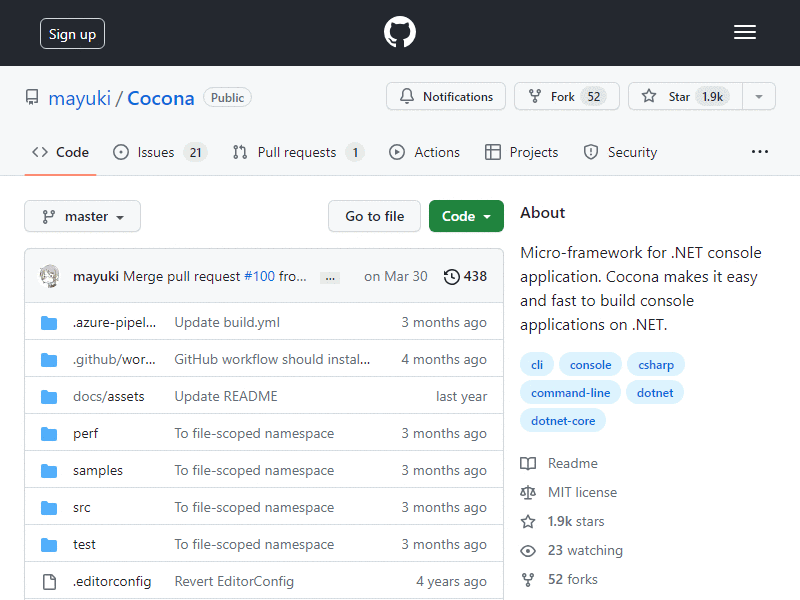 Sign up
mayuki / Cocona Public
Notifications Fork 52 Star 1.9k
Code Issues 21 Pull requests 1 Actions Projects Security ...
master Go to file Code
mayuki Merge pull request #100 fro... ... on Mar 30 438
.azure-pipel... Update build.yml 3 months ago
.github/wor... GitHub workflow should instal... 4 months ago
docs/assets Update README last year
perf To file-scoped namespace 3 months ago
samples To file-scoped namespace 3 months ago
src To file-scoped namespace 3 months ago
test To file-scoped namespace 3 months ago
.editorconfig Revert EditorConfig 4 years ago
About
Micro-framework for .NET console
application. Cocona makes it easy
and fast to build console
applications on .NET.
cli console csharp
command-line dotnet
dotnet-core
Readme
MIT license
1.9k stars
23 watching
52 forks